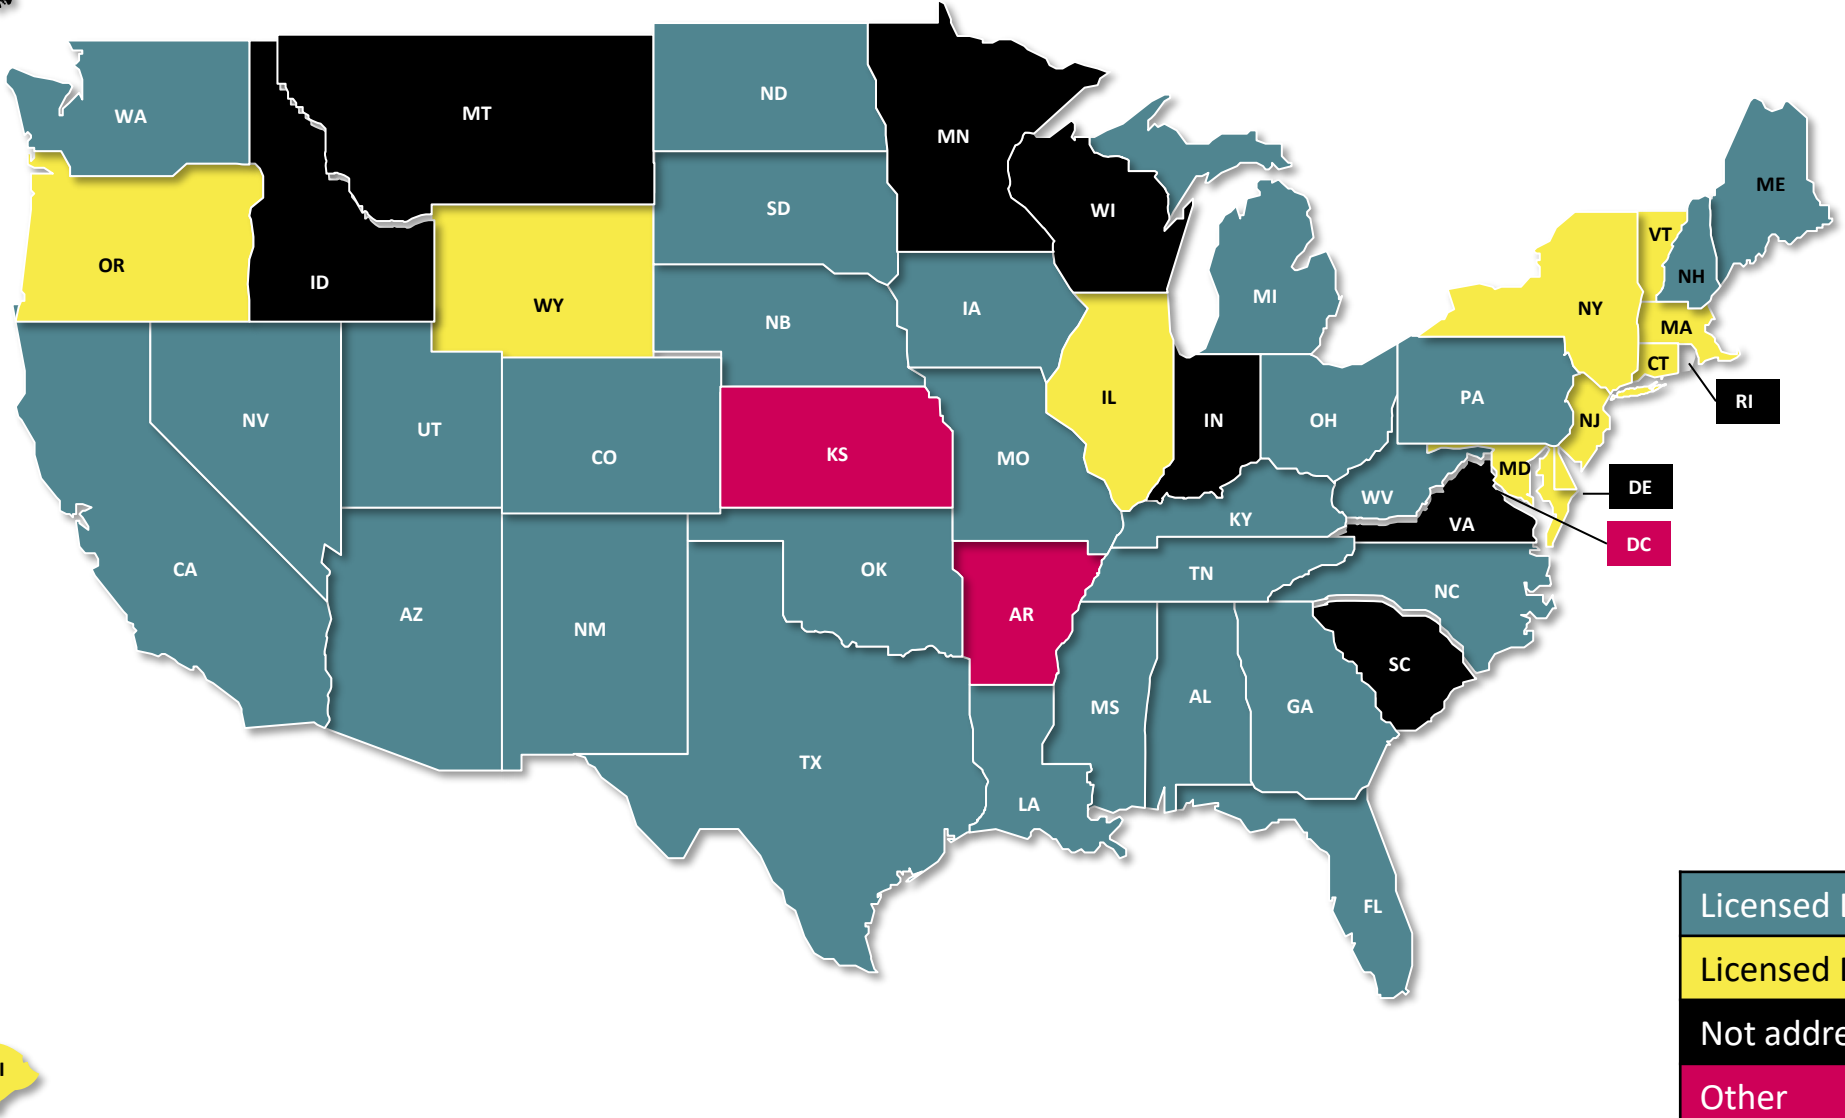 ND
MT
WA
MN
ME
SD
WI
VT
OR
NH
ID
MI
WY
IA
NY
NB
MA
CT
IL
PA
RI
NV
IN
OH
NJ
UT
KS
CO
MO
MD
DE
WV
KY
VA
DC
CA
OK
TN
NC
AZ
AR
NM
SC
AL
MS
GA
TX
LA
FL
Licensed
Licensed
Not
Other